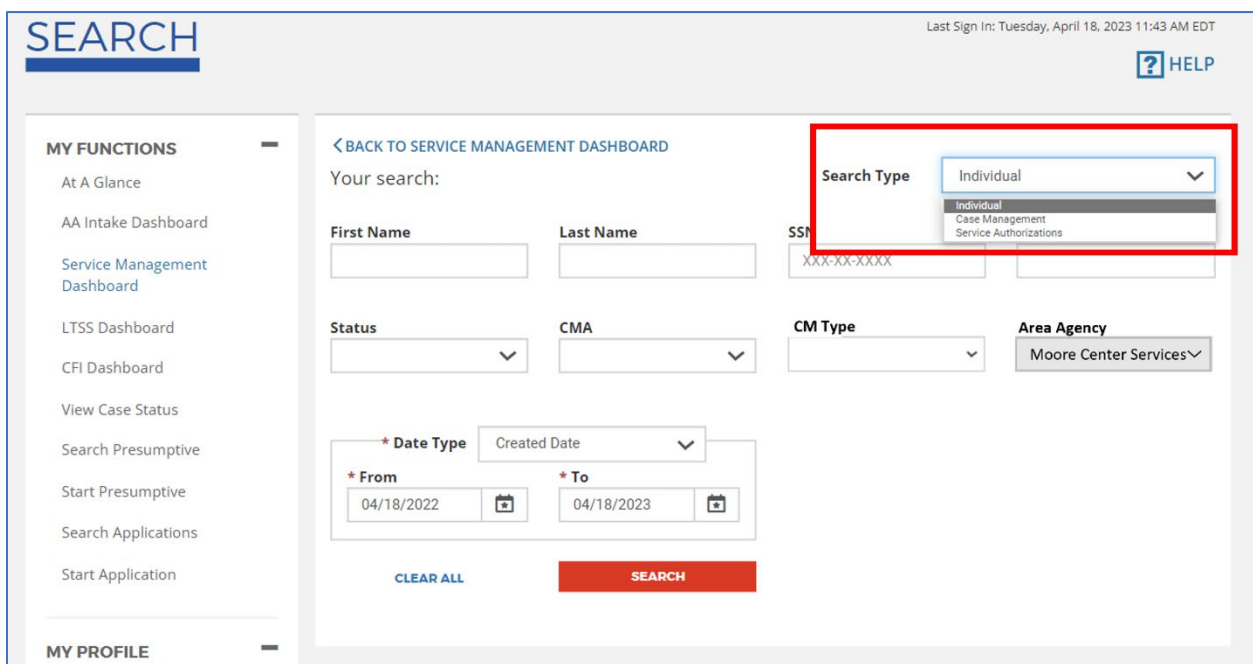 SEARCH
Last Sign In: Tuesday, April 18, 2023 11:43 AM EDT
? HELP
MY FUNCTIONS
At A Glance
AA Intake Dashboard
Service Management
Dashboard
LTSS Dashboard
CFI Dashboard
View Case Status
Search Presumptive
Start Presumptive
Search Applications
Start Application
MY PROFILE
BACK TO SERVICE MANAGEMENT DASHBOARD
Your search:
Search Type Individual
Individual
Case Management
Service Authorizations
First Name Last Name SSN
XXX-XX-XXXX
Status CMA CM Type Area Agency
Moore Center Services
* Date Type Created Date
* From * To
04/18/2022 04/18/2023
CLEAR ALL SEARCH